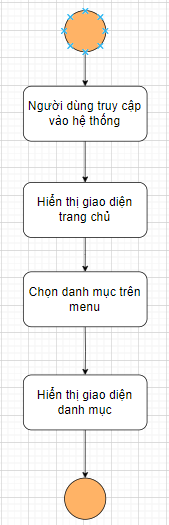 Người dùng truy cập
vào hệ thống
Hiển thị giao diện
trang chủ
Chọn danh mục trên
menu
Hiển thị giao diện
danh mục